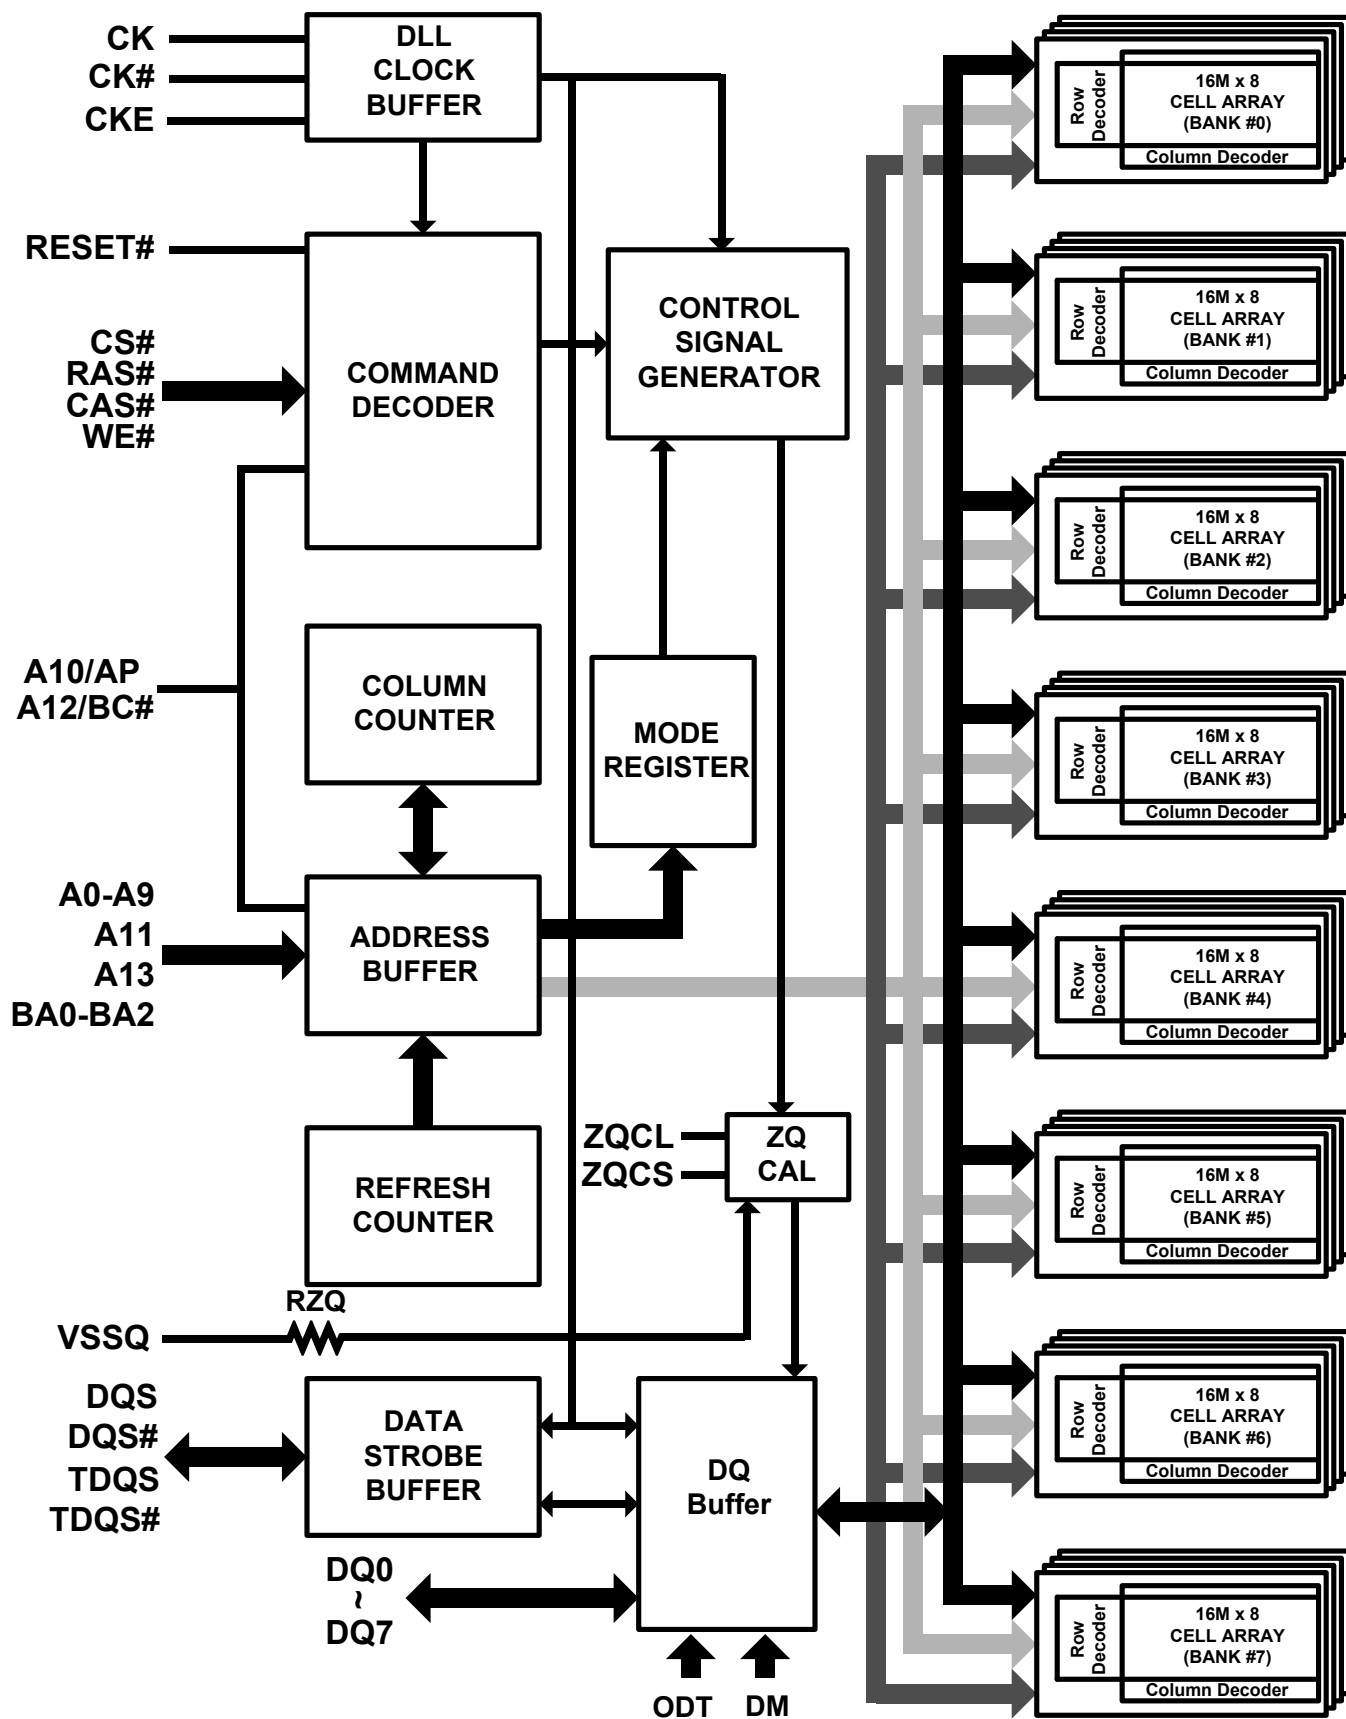 CK
CK#
CKE
DLL
CLOCK
BUFFER
RESET#
CS#
RAS#
CAS#
WE#
COMMAND
DECODER
CONTROL
SIGNAL
GENERATOR
A10/AP
A12/BC#
COLUMN
COUNTER
MODE
REGISTER
A0-A9
A11
A13
BA0-BA2
ADDRESS
BUFFER
REFRESH
COUNTER
ZQCL
ZQCS
ZQ
CAL
RZQ
VSSQ
DQS
DQS#
TDQS
TDQS#
DATA
STROBE
BUFFER
DQ
Buffer
DQ0
~
DQ7
ODT
DM
Row
Decoder
16M x 8
CELL ARRAY
(BANK #0)
Column Decoder
Row
Decoder
16M x 8
CELL ARRAY
(BANK #1)
Column Decoder
Row
Decoder
16M x 8
CELL ARRAY
(BANK #2)
Column Decoder
Row
Decoder
16M x 8
CELL ARRAY
(BANK #3)
Column Decoder
Row
Decoder
16M x 8
CELL ARRAY
(BANK #4)
Column Decoder
Row
Decoder
16M x 8
CELL ARRAY
(BANK #5)
Column Decoder
Row
Decoder
16M x 8
CELL ARRAY
(BANK #6)
Column Decoder
Row
Decoder
16M x 8
CELL ARRAY
(BANK #7)
Column Decoder